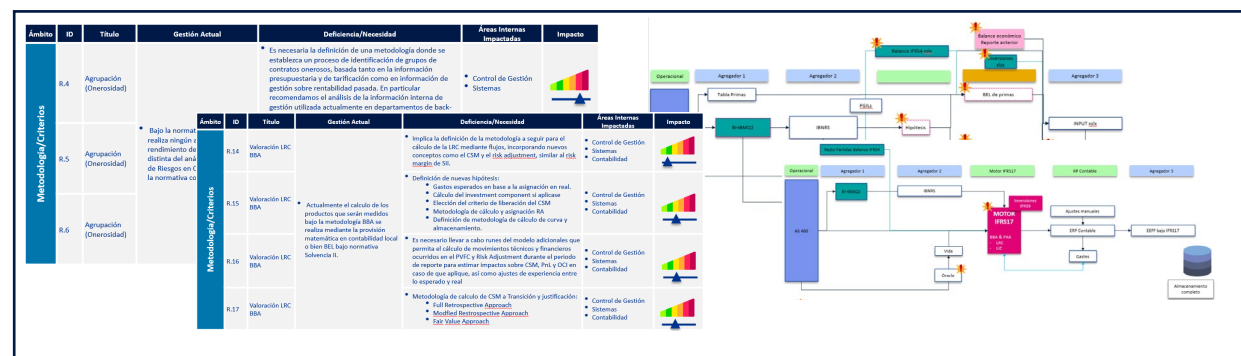 Ámbito ID Título Gestión Actual Deficiencia/Necesidad Áreas Internas Impactadas Impacto
Metodología/Criterios
R.4
Agrupación
(Onerosidad)
• Es necesaria la definición de una metodología donde se
establezca un proceso de identificación de grupos de
contratos onerosos, basada tanto en la información
presupuestaria y de tarificación como en información de
gestión sobre rentabilidad pasada. En particular
recomendamos el análisis de la información interna de
gestión utilizada actualmente en departamentos de back-
• Control de Gestión
• Sistemas
R.5
Agrupación
(Onerosidad)
• Bajo la normat
realiza ningún a
rendimiento de
distinta del aná
de Riesgos en C
la normativa co
R.6
Agrupación
(Onerosidad)
Ámbito ID Título Gestión Actual Deficiencia/Necesidad Áreas Internas Impactadas Impacto
Metodología/Criterios
R.14
Valoración LRC
BBA
• Implica la definición de la metodología a seguir para el
cálculo de la LRC mediante flujos, incorporando nuevos
conceptos como el CSM y el risk adjustment, similar al risk
margin de SII.
• Control de Gestión
• Sistemas
• Contabilidad
• Actualmente el calculo de los
productos que serán medidos
bajo la metodología BBA se
realiza mediante la provisión
matemática en contabilidad local
o bien BEL bajo normativa
Solvencia II.
R.15
Valoración LRC
BBA
• Definición de nuevas hipótesis:
• Gastos esperados en base a la asignación en real.
• Cálculo del investment component si aplicase
• Elección del criterio de liberación del CSM
• Metodología de cálculo y asignación RA
• Definición de metodología de cálculo de curva y
almacenamiento.
• Control de Gestión
• Sistemas
• Contabilidad
R.16
Valoración LRC
BBA
• Es necesario llevar a cabo runes del modelo adicionales que
permita el cálculo de movimientos técnicos y financieros
ocurridos en el PVFC y Risk Adjustment durante el periodo
de reporte para estimar impactos sobre CSM, PnL y OCI en
caso de que aplique, así como ajustes de experiencia entre
lo esperado y real
• Control de Gestión
• Sistemas
• Contabilidad
R.17
Valoración LRC
BBA
• Metodología de calculo de CSM a Transición y justificación:
• Full Retrospective Approach
• Modified Restrospective Approach
• Fair Value Approach
• Control de Gestión
• Sistemas
• Contabilidad
Balance económico
Reporte anterior
Operacional
Agregador 1
Agregador 2
Agregador 3
Tabla Primas
BEL de primas
IBNRS
Hipótesis
INPUT
Operacional
Agregador 1
Agregador 2
Motor IFRS17
RP Contable
Agregador 3
AS 400
IBNRS
Inversiones
MOTOR
IFRS17
BBA & PAA
- LRC
- LIC
Ajustes manuales
ERP Contable
EEFF bajo IFRS17
Gastos
Vida
Oracle
Almacenamiento
completo